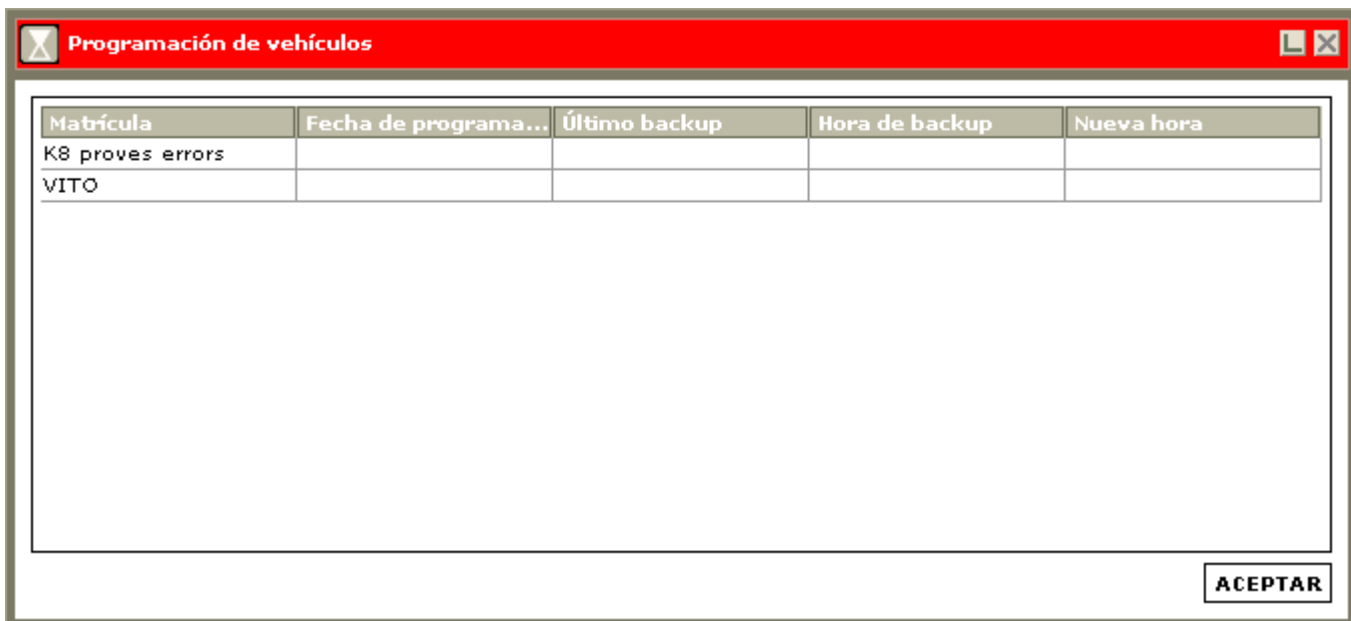 Programación de vehículos
Matrícula Fecha de programa... Último backup Hora de backup Nueva hora
K8 proves errors
VITO
ACEPTAR